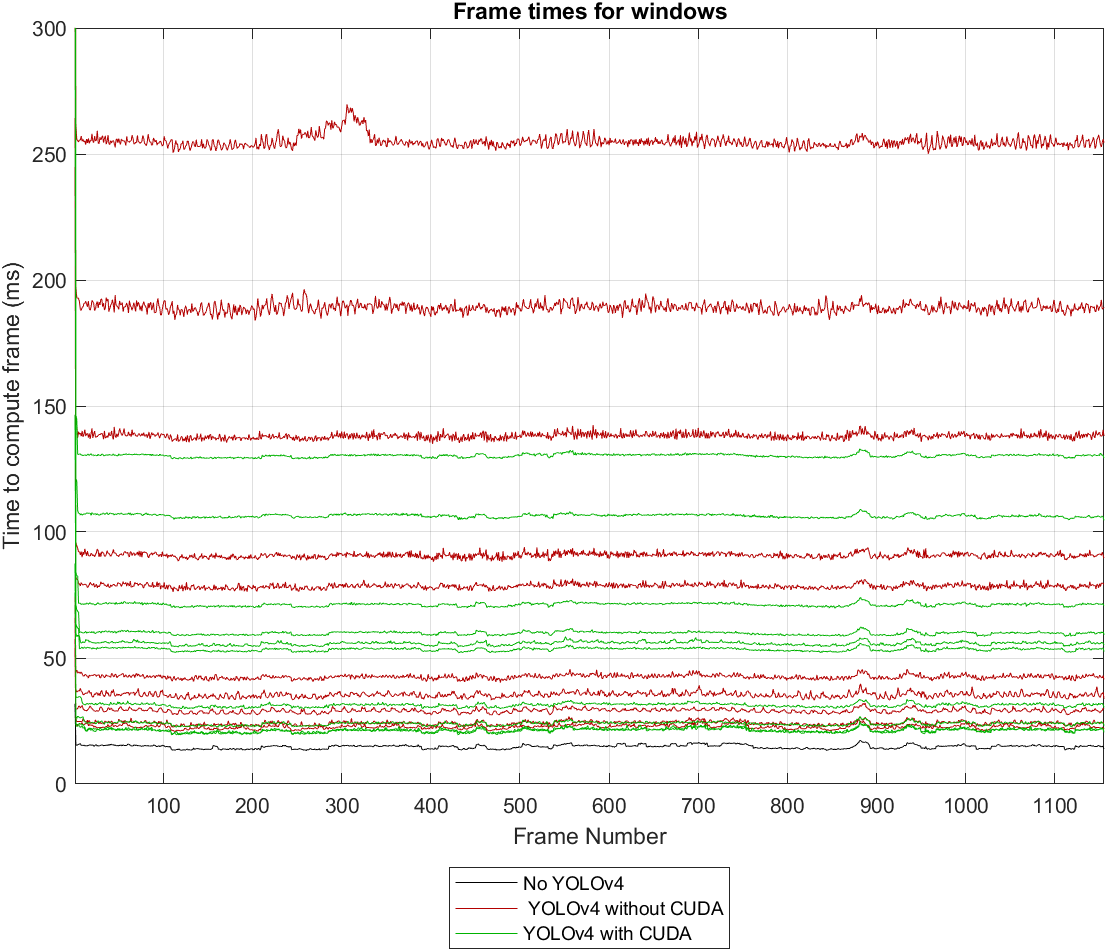 Frame times for windows
Time to compute frame (ms)
300
250
200
150
100
50
0
100 200 300 400 500 600 700 800 900 1000 1100
Frame Number
No YOLOv4
YOLOv4 without CUDA
YOLOv4 with CUDA